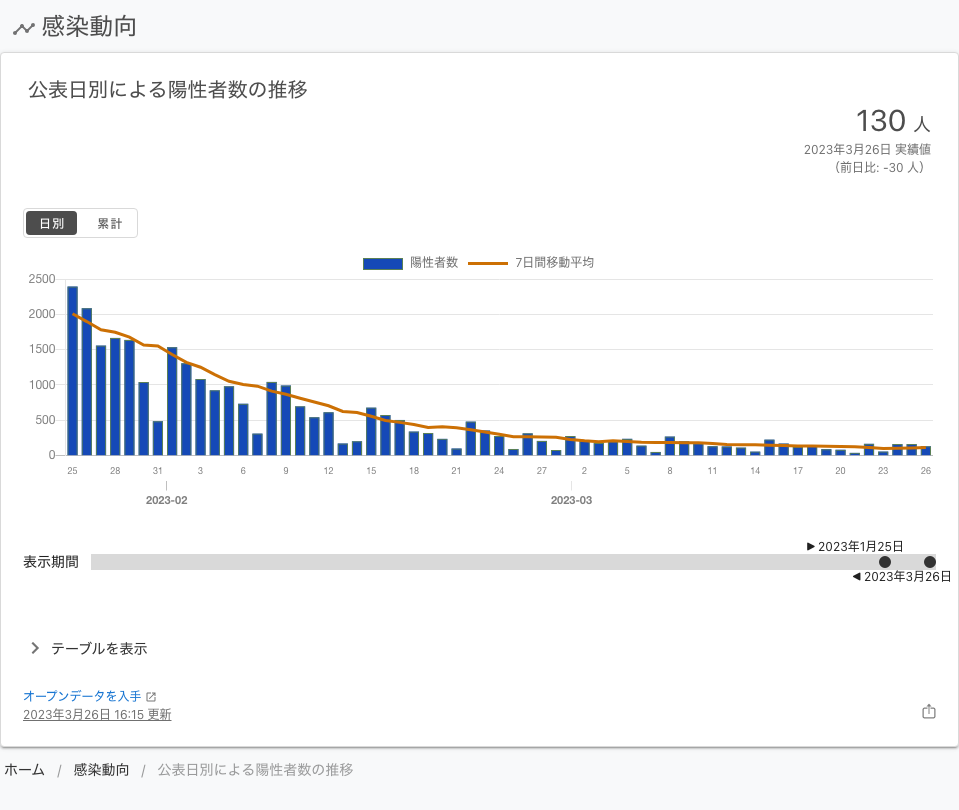 感染動向
公表日別による陽性者数の推移
130 人
2023年3月26日 実績値
（前日比: -30 人）
日別 累計
陽性者数 7日間移動平均
2500
2000
1500
1000
500
0
25 28 31 3 6 9 12 15 18 21 24 27 2 5 8 11 14 17 20 23 26
2023-02 2023-03
▶ 2023年1月25日
表示期間
◀ 2023年3月26日
テーブルを表示
オープンデータを入手
2023年3月26日 16:15 更新
ホーム / 感染動向 / 公表日別による陽性者数の推移